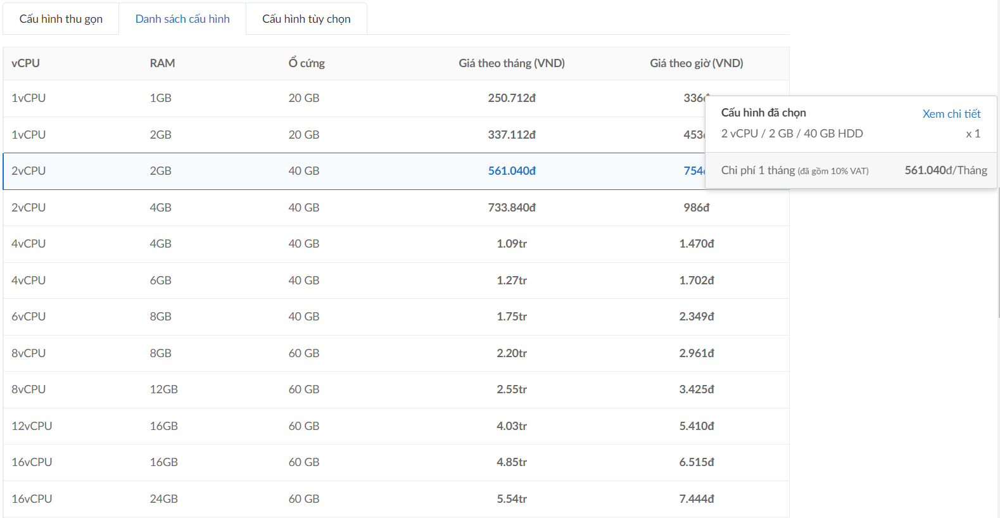 Cấu hình thu gọn Danh sách cấu hình Cấu hình tùy chọn
vCPU RAM Ổ cứng Giá theo tháng (VND) Giá theo giờ (VND)
1vCPU 1GB 20 GB 250.712đ 336đ
1vCPU 2GB 20 GB 337.112đ 453
2vCPU 2GB 40 GB 561.040đ 754
2vCPU 4GB 40 GB 733.840đ 986đ
4vCPU 4GB 40 GB 1.09tr 1.470đ
4vCPU 6GB 40 GB 1.27tr 1.702đ
6vCPU 8GB 40 GB 1.75tr 2.349đ
8vCPU 8GB 60 GB 2.20tr 2.961đ
8vCPU 12GB 60 GB 2.55tr 3.425đ
12vCPU 16GB 60 GB 4.03tr 5.410đ
16vCPU 16GB 60 GB 4.85tr 6.515đ
16vCPU 24GB 60 GB 5.54tr 7.444đ
Cấu hình đã chọn Xem chi tiết
2 vCPU / 2 GB / 40 GB HDD x 1
Chi phí 1 tháng (đã gồm 10% VAT) 561.040đ/Tháng